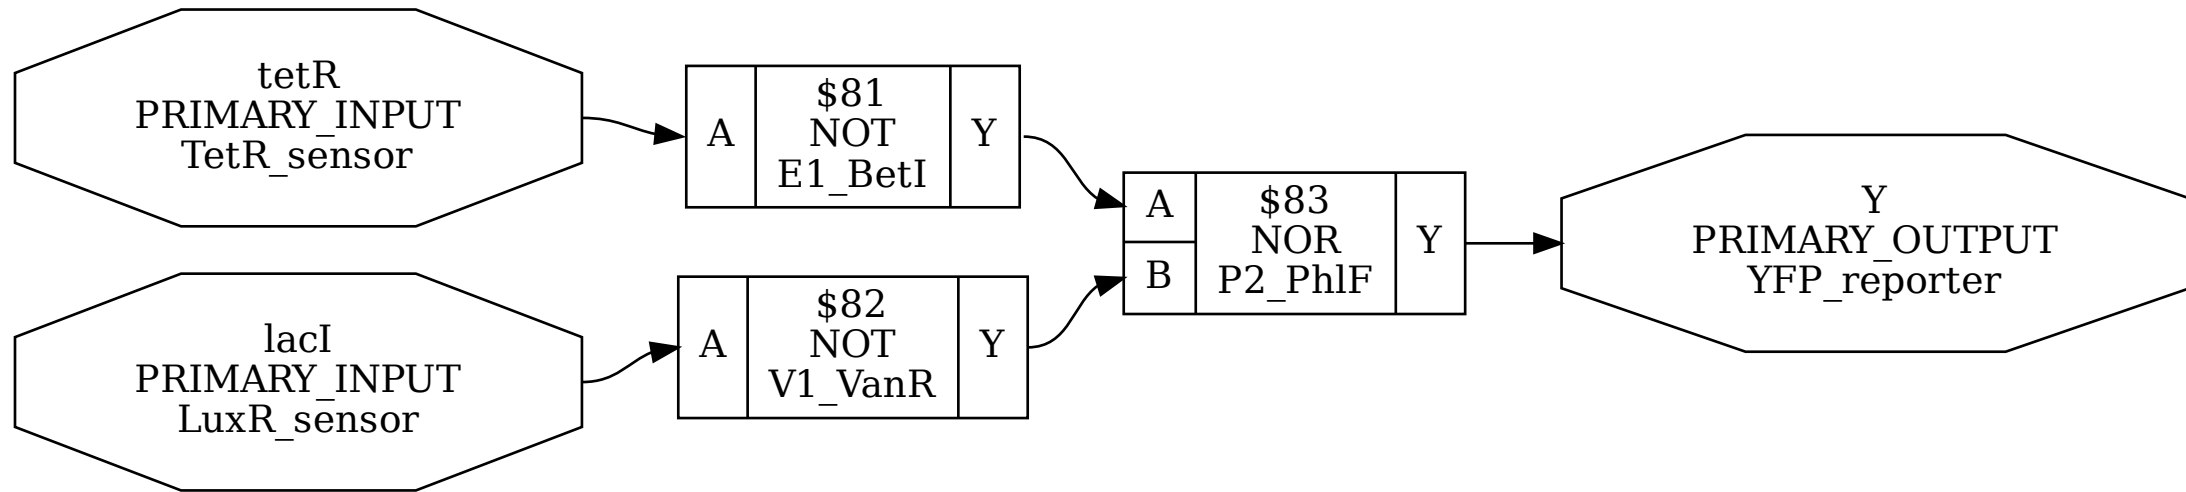 tetR
PRIMARY_INPUT
TetR_sensor
A
$81
NOT
E1_BetI
Y
lacI
PRIMARY_INPUT
LuxR_sensor
A
$82
NOT
V1_VanR
Y
A
B
$83
NOR
P2_PhlF
Y
Y
PRIMARY_OUTPUT
YFP_reporter